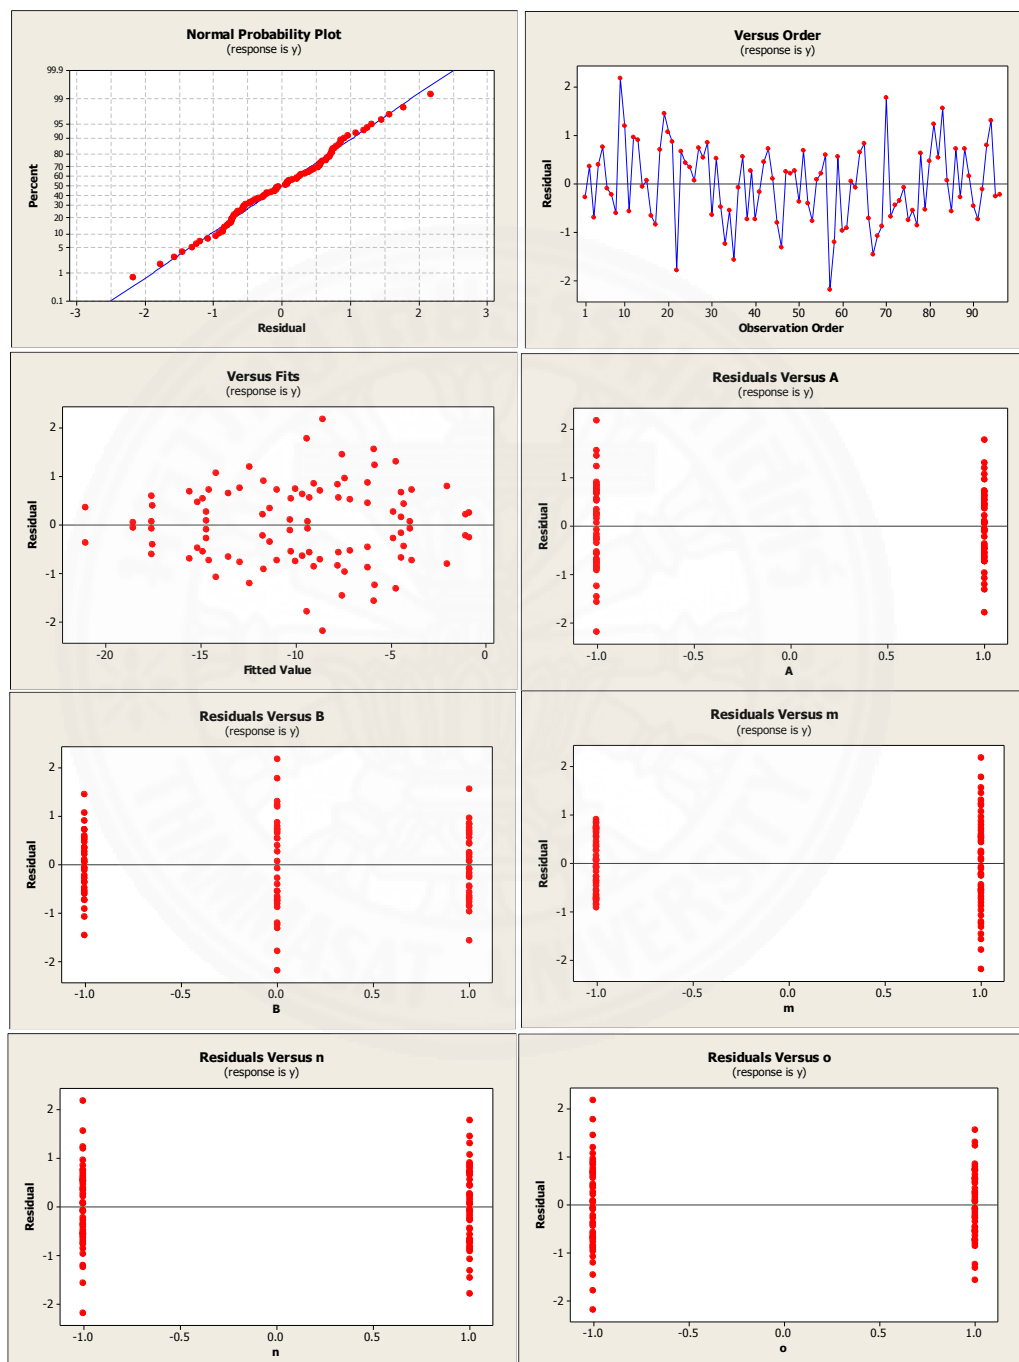 Normal Probability Plot
(response is y)
99.9
99
95
90
80
70
60
50
40
30
20
10
5
1
0.1
Percent
-3 -2 -1 0 1 2 3
Residual
Versus Order
(response is y)
2
1
0
-1
-2
Residual
1 10 20 30 40 50 60 70 80 90
Observation Order
Versus Fits
(response is y)
2
1
0
-1
-2
Residual
-20 -15 -10 -5 0
Fitted Value
Residuals Versus A
(response is y)
2
1
0
-1
-2
Residual
-1.0 -0.5 0.0 0.5 1.0
A
Residuals Versus B
(response is y)
2
1
0
-1
-2
Residual
-1.0 -0.5 0.0 0.5 1.0
B
Residuals Versus m
(response is y)
2
1
0
-1
-2
Residual
-1.0 -0.5 0.0 0.5 1.0
m
Residuals Versus n
(response is y)
2
1
0
-1
-2
Residual
-1.0 -0.5 0.0 0.5 1.0
n
Residuals Versus o
(response is y)
2
1
0
-1
-2
Residual
-1.0 -0.5 0.0 0.5 1.0
o